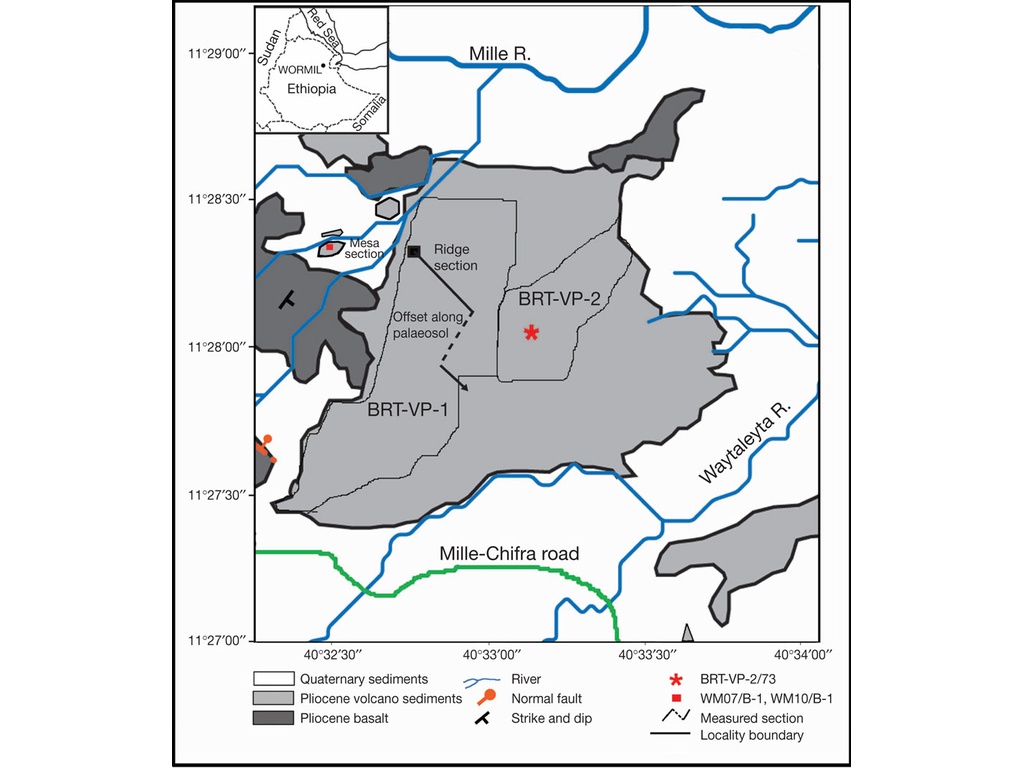 Sudan
Red Sea
WORMIL
Ethiopia
Somalia
Mille R.
11°29'00''
11°28'30''
11°28'00''
11°27'30''
11°27'00''
Mesa
section
Ridge
section
BRT-VP-2
Offset along
palaeosol
BRT-VP-1
Waytaleyta R.
Mille-Chifra road
40°32'30''
40°33'00''
40°33'30''
40°34'00''
Quaternary sediments
Pliocene volcano sediments
Pliocene basalt
River
Normal fault
Strike and dip
BRT-VP-2/73
WM07/B-1, WM10/B-1
Measured section
Locality boundary